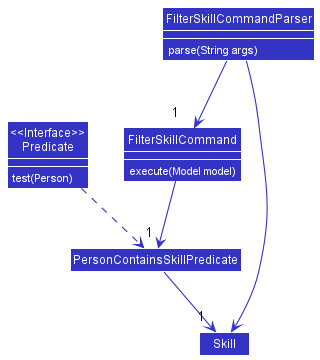 FilterSkillCommandParser
parse(String args)
1
<<Interface>>
Predicate
test(Person)
FilterSkillCommand
execute(Model model)
1
PersonContainsSkillPredicate
1
Skill